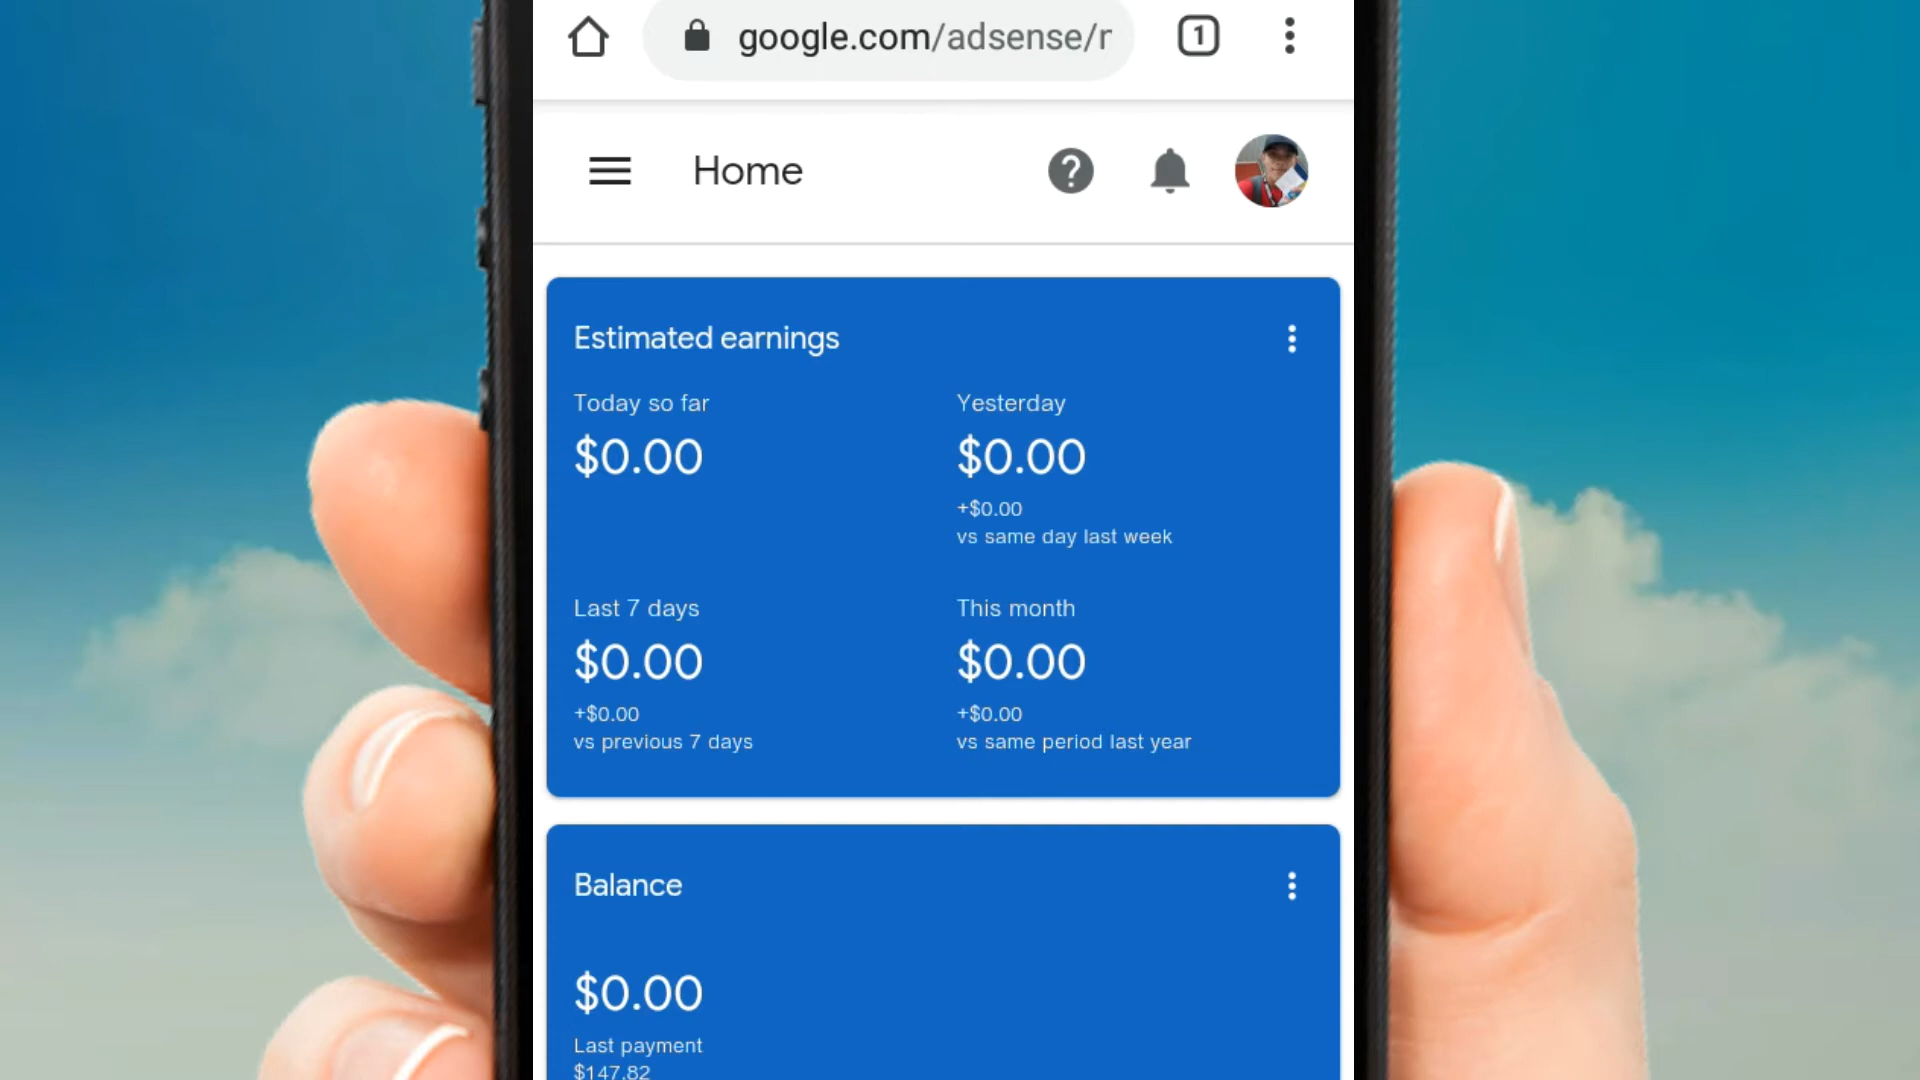 google.com/adsense/r
1
Home
Estimated earnings
Today so far
$0.00
Yesterday
$0.00
+$0.00
vs same day last week
Last 7 days
$0.00
+$0.00
vs previous 7 days
This month
$0.00
+$0.00
vs same period last year
Balance
$0.00
Last payment
$147.82